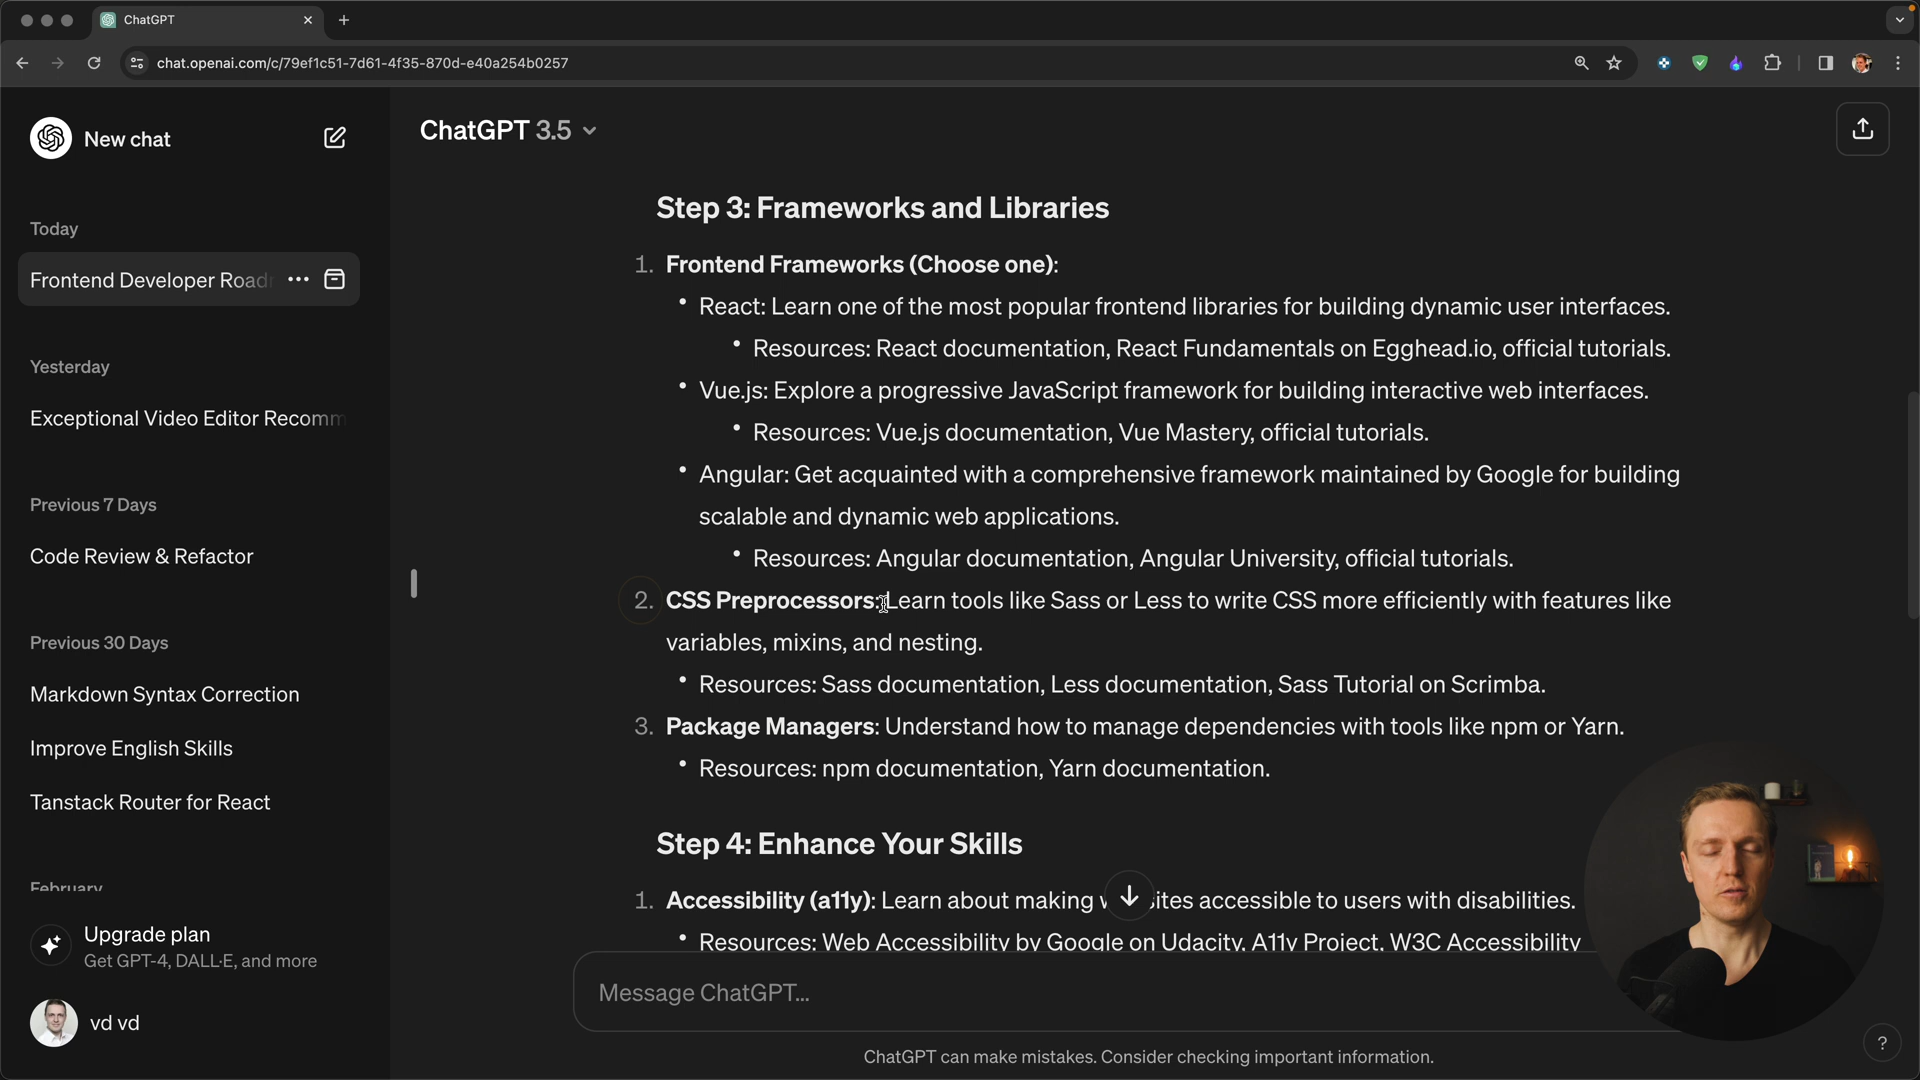 ChatGPT
chat.openai.com/c/79ef1c51-7d61-4f35-870d-e40a254b0257
New chat
Today
Frontend Developer Road
Yesterday
Exceptional Video Editor Recomm
Previous 7 Days
Code Review & Refactor
Previous 30 Days
Markdown Syntax Correction
Improve English Skills
Tanstack Router for React
February
Upgrade plan
Get GPT-4, DALL·E, and more
vd vd
ChatGPT 3.5
Step 3: Frameworks and Libraries
1. Frontend Frameworks (Choose one):
• React: Learn one of the most popular frontend libraries for building dynamic user interfaces.
• Resources: React documentation, React Fundamentals on Egghead.io, official tutorials.
• Vue.js: Explore a progressive JavaScript framework for building interactive web interfaces.
• Resources: Vue.js documentation, Vue Mastery, official tutorials.
• Angular: Get acquainted with a comprehensive framework maintained by Google for building
scalable and dynamic web applications.
• Resources: Angular documentation, Angular University, official tutorials.
2. CSS Preprocessors: Learn tools like Sass or Less to write CSS more efficiently with features like
variables, mixins, and nesting.
• Resources: Sass documentation, Less documentation, Sass Tutorial on Scrimba.
3. Package Managers: Understand how to manage dependencies with tools like npm or Yarn.
• Resources: npm documentation, Yarn documentation.
Step 4: Enhance Your Skills
1. Accessibility (a11y): Learn about making accessible to users with disabilities.
• Resources: Web Accessibility by Google on Udacity, A11y Project, W3C Accessibility
Message ChatGPT...
ChatGPT can make mistakes. Consider checking important information.
?